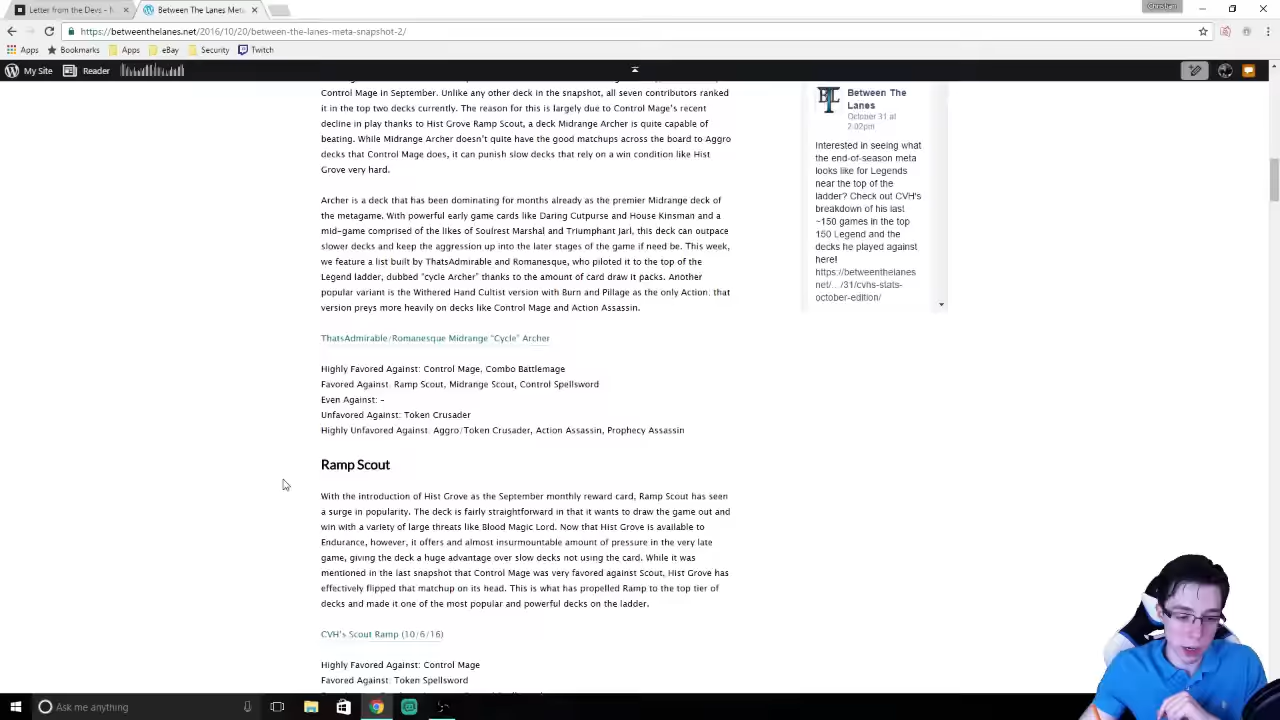 Letter from the Devs - N
Between The Lanes Meta
Christian
https://betweenthelanes.net/2016/10/20/between-the-lanes-meta-snapshot-2/
Apps
Bookmarks
Apps
eBay
Security
Twitch
My Site
Reader
Control Mage in September. Unlike any other deck in the snapshot, all seven contributors ranked
it in the top two decks currently. The reason for this is largely due to Control Mage's recent
decline in play thanks to Hist Grove Ramp Scout, a deck Midrange Archer is quite capable of
beating. While Midrange Archer doesn't quite have the good matchups across the board to Aggro
decks that Control Mage does, it can punish slow decks that rely on a win condition like Hist
Grove very hard.
Archer is a deck that has been dominating for months already as the premier Midrange deck of
the metagame. With powerful early game cards like Daring Cutpurse and House Kinsman and a
mid-game comprised of the likes of Soulrest Marshal and Triumphant Jarl, this deck can outpace
slower decks and keep the aggression up into the later stages of the game if need be. This week,
we feature a list built by ThatsAdmirable and Romanesque, who piloted it to the top of the
Legend ladder, dubbed "cycle Archer" thanks to the amount of card draw it packs. Another
popular variant is the Withered Hand Cultist version with Burn and Pillage as the only Action; that
version preys more heavily on decks like Control Mage and Action Assassin.
ThatsAdmirable/Romanesque Midrange "Cycle" Archer
Highly Favored Against: Control Mage, Combo Battlemage
Favored Against: Ramp Scout, Midrange Scout, Control Spellsword
Even Against: –
Unfavored Against: Token Crusader
Highly Unfavored Against: Aggro/Token Crusader, Action Assassin, Prophecy Assassin
Ramp Scout
With the introduction of Hist Grove as the September monthly reward card, Ramp Scout has seen
a surge in popularity. The deck is fairly straightforward in that it wants to draw the game out and
win with a variety of large threats like Blood Magic Lord. Now that Hist Grove is available to
Endurance, however, it offers and almost insurmountable amount of pressure in the very late
game, giving the deck a huge advantage over slow decks not using the card. While it was
mentioned in the last snapshot that Control Mage was very favored against Scout, Hist Grove has
effectively flipped that matchup on its head. This is what has propelled Ramp to the top tier of
decks and made it one of the most popular and powerful decks on the ladder.
CVH's Scout Ramp (10/6/16)
Highly Favored Against: Control Mage
Favored Against: Token Spellsword
Between The
Lanes
October 31 at
2:02pm
Interested in seeing what
the end-of-season meta
looks like for Legends
near the top of the
ladder? Check out CVH's
breakdown of his last
~150 games in the top
150 Legend and the
decks he played against
here!
https://betweenthelanes
net/…/31/cvhs-stats-
october-edition/
Ask me anything